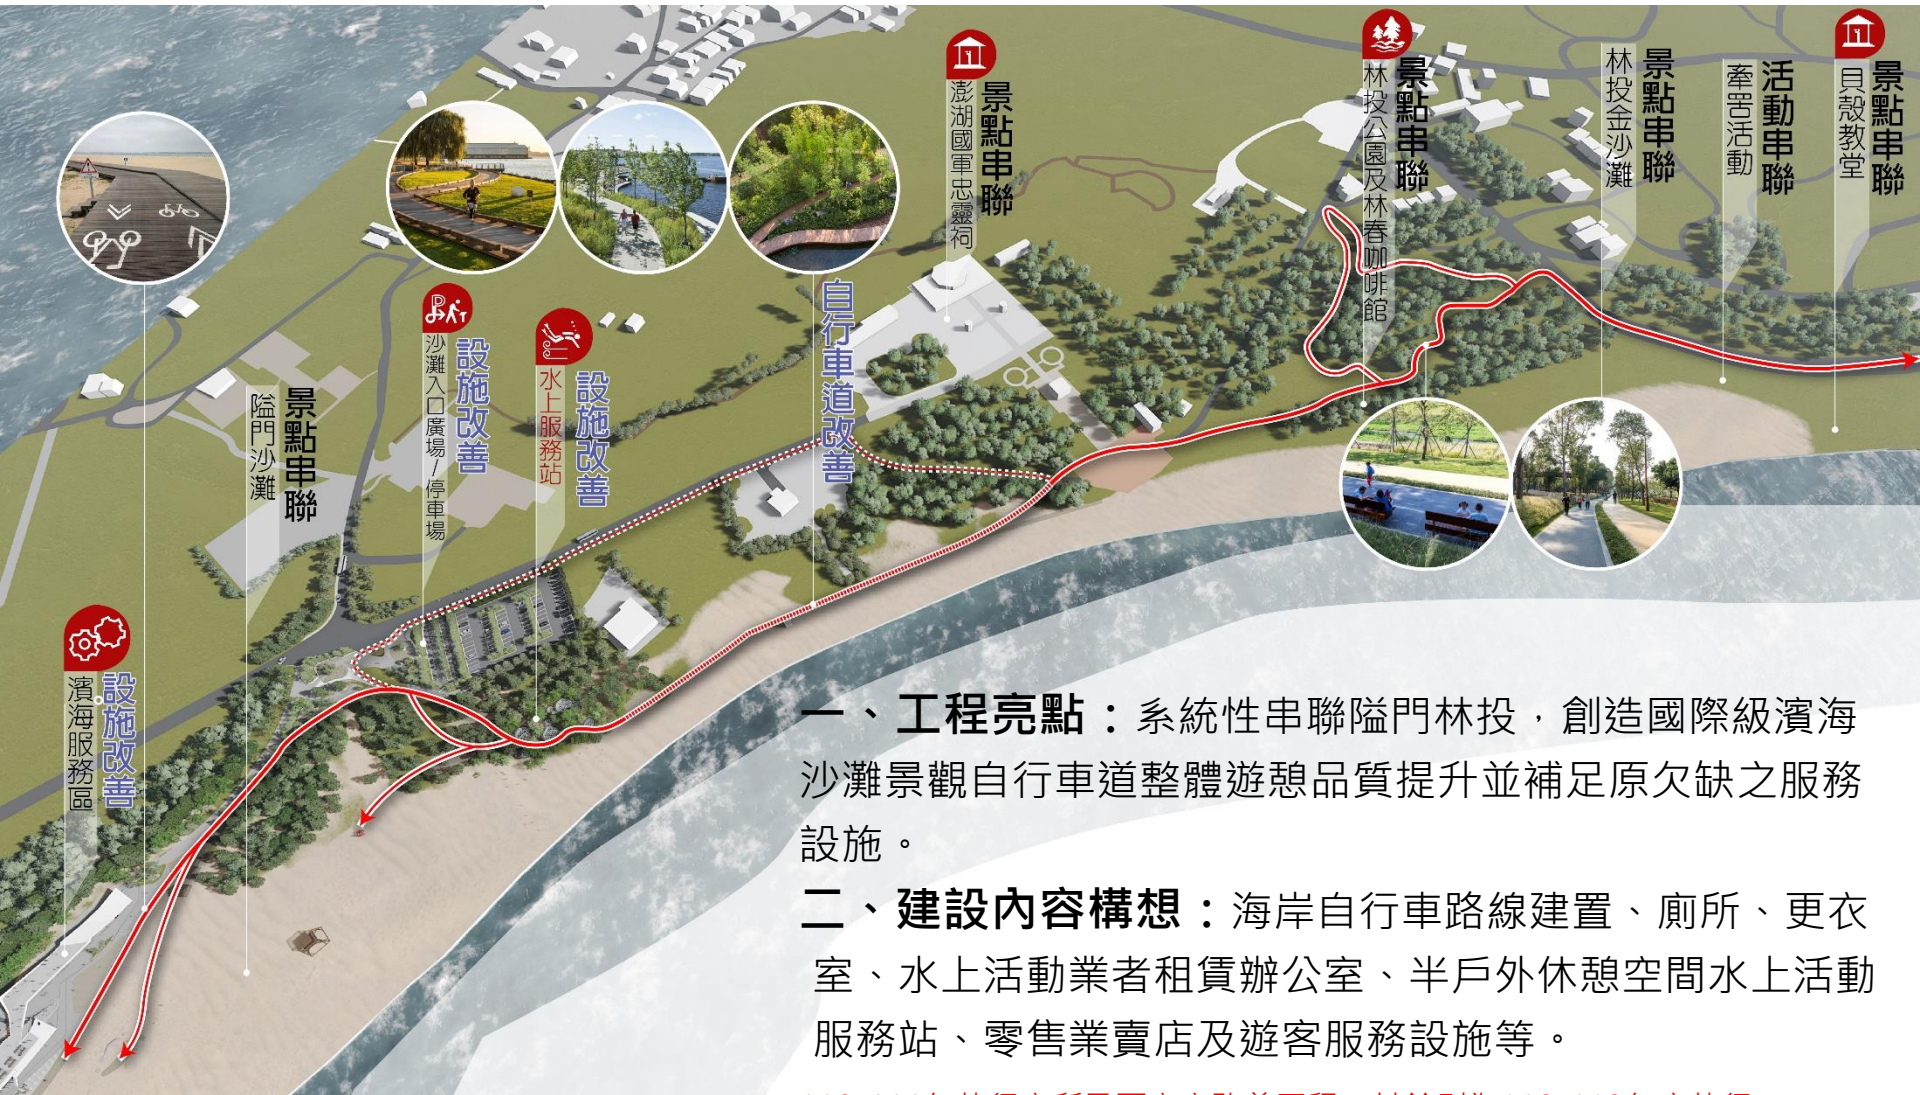 景點串聯
澎湖國軍忠靈祠
景點串聯
林投公園及林春咖啡館
景點串聯
林投金沙灘
活動串聯
牽罟活動
景點串聯
貝殼教堂
自行車道改善
設施改善
水上服務站
設施改善
沙灘入口廣場/停車場
景點串聯
隘門沙灘
設施改善
濱海服務區
一、工程亮點：系統性串聯隘門林投，創造國際級濱海
沙灘景觀自行車道整體遊憩品質提升並補足原欠缺之服務
設施。
二、建設內容構想：海岸自行車路線建置、廁所、更衣
室、水上活動業者租賃辦公室、半戶外休憩空間水上活動
服務站、零售業賣店及遊客服務設施等。